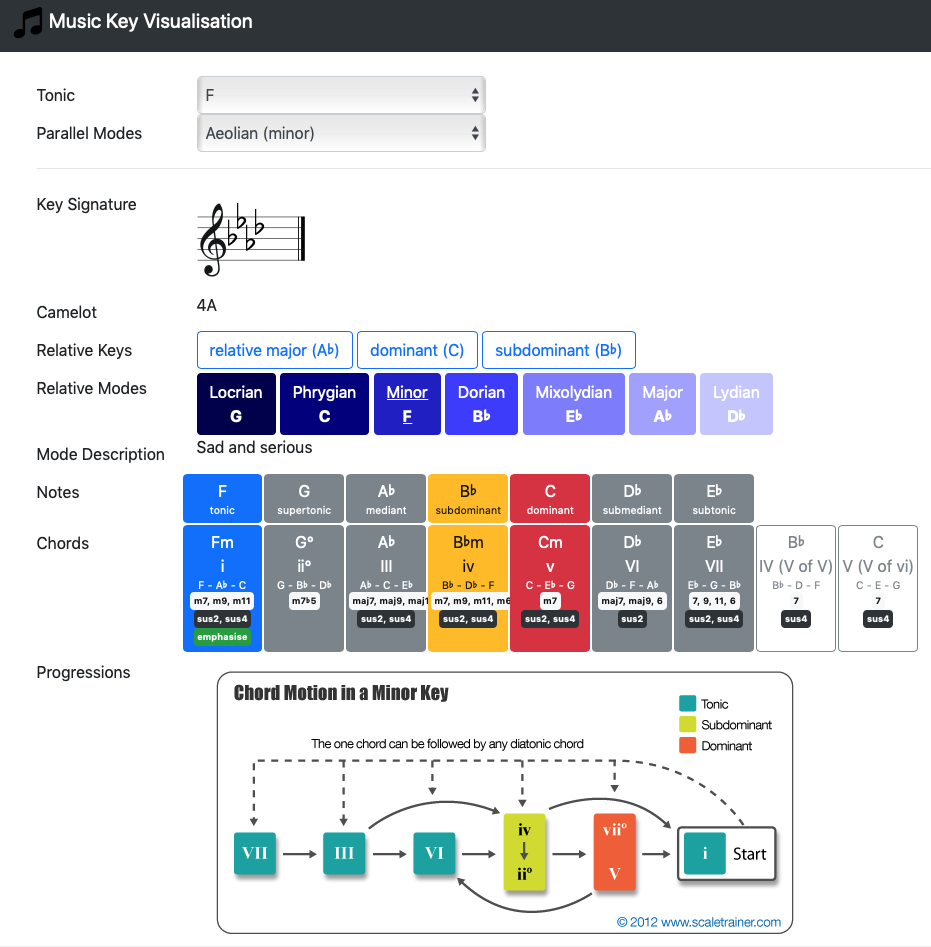 Music Key Visualisation
Tonic F
Parallel Modes Aeolian (minor)
Key Signature
Camelot 4A
Relative Keys relative major (A♭) dominant (C) subdominant (B♭)
Relative Modes Locrian Phrygian Minor Dorian Mixolydian Major Lydian
G C F B♭ E♭ A♭ D♭
Mode Description Sad and serious
Notes F G A♭ B♭ C D♭ E♭
tonic supertonic mediant subdominant dominant submediant subtonic
Chords Fm G° A♭ B♭m Cm D♭ E♭ B♭ C
i ii° III iv v VI VII IV (V of V) V (V of vi)
F - A♭ - C G - B♭ - D♭ A♭ - C - E♭ B♭ - D♭ - F C - E♭ - G D♭ - F - A♭ E♭ - G - B♭ B♭ - D - F C - E - G
m7, m9, m11 m7♭5 maj7, maj9, maj1 m7, m9, m11, m6 m7 maj7, maj9, 6 7, 9, 11, 6 7 7
sus2, sus4 sus2, sus4 sus2, sus4 sus2, sus4 sus2 sus2, sus4 sus4 sus4
emphasise
Progressions
Chord Motion in a Minor Key
Tonic
Subdominant
Dominant
The one chord can be followed by any diatonic chord
iv vii°
VII III VI i Start
ii° V
© 2012 www.scaletrainer.com